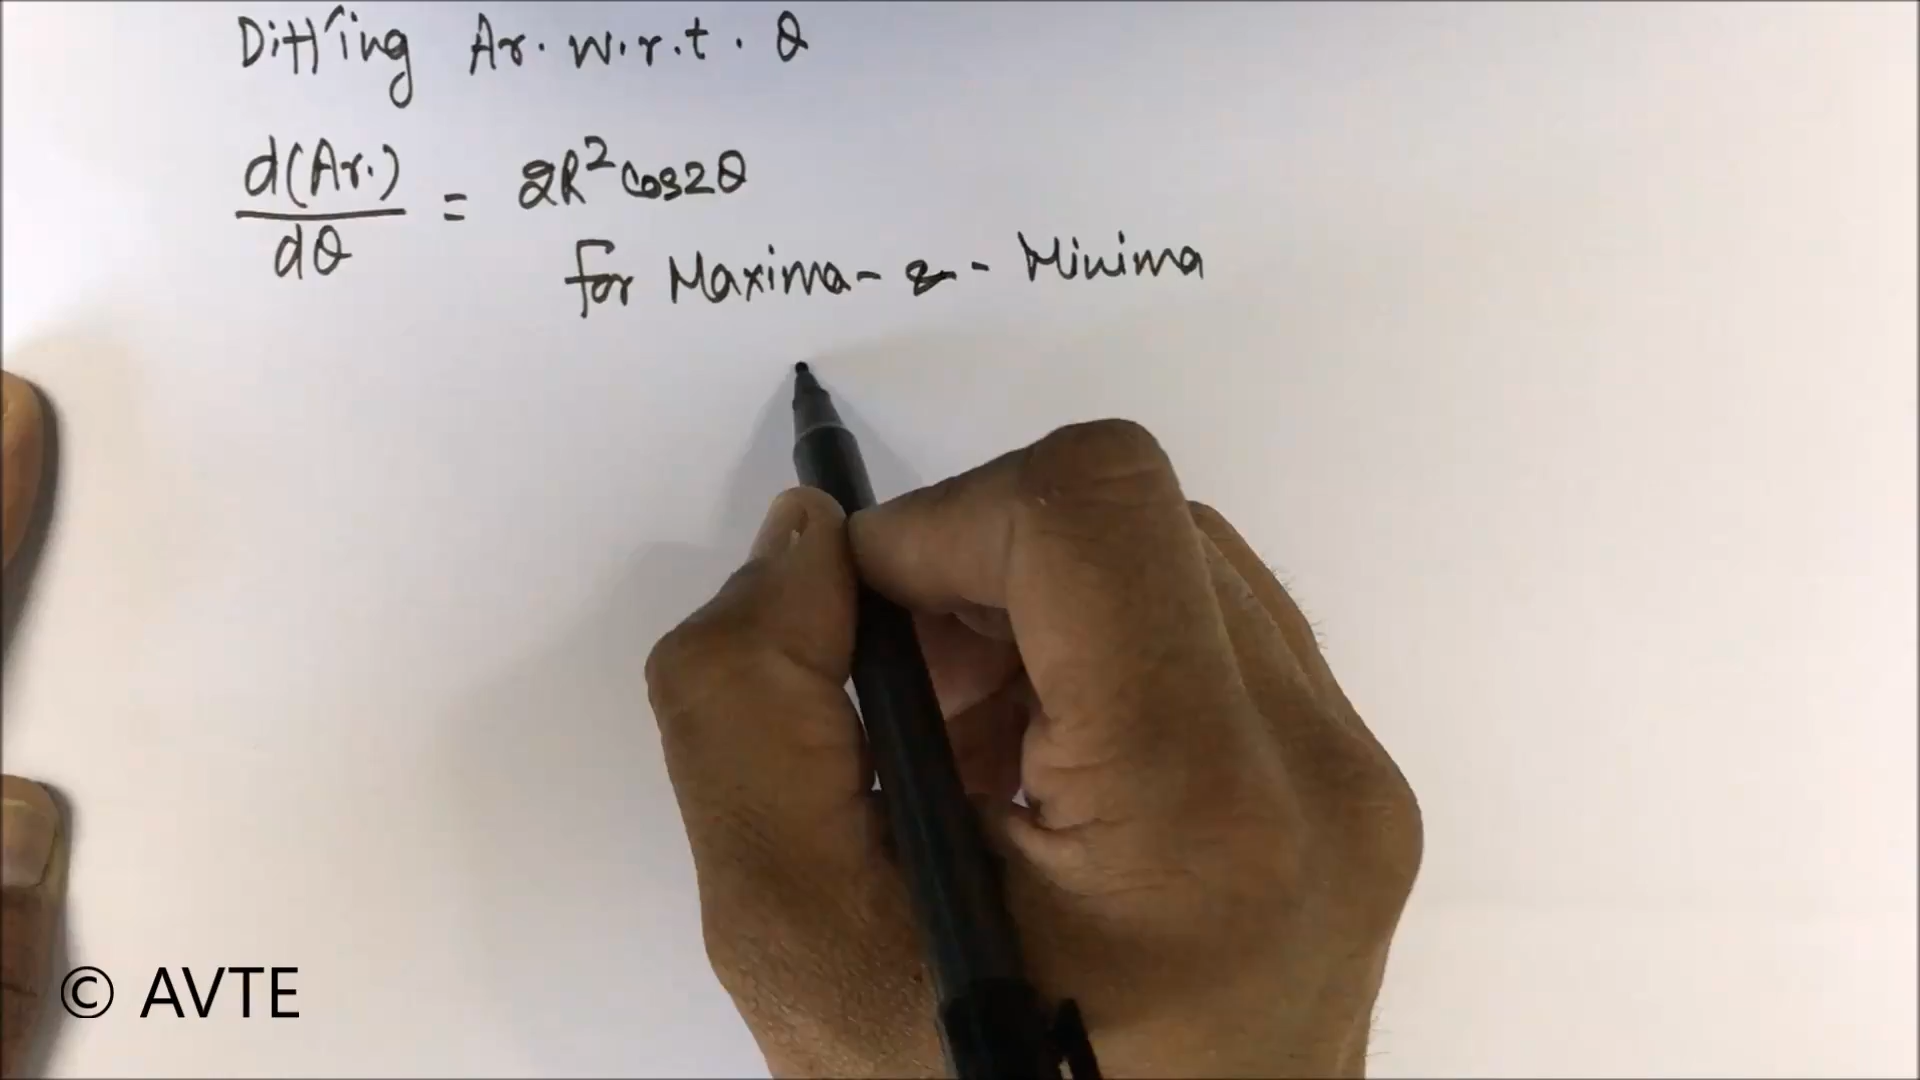 Diff'ing Ar. w.r.t. θ
d(Ar.)/dθ = 2R² cos2θ
for Maxima - & - Minima
© AVTE